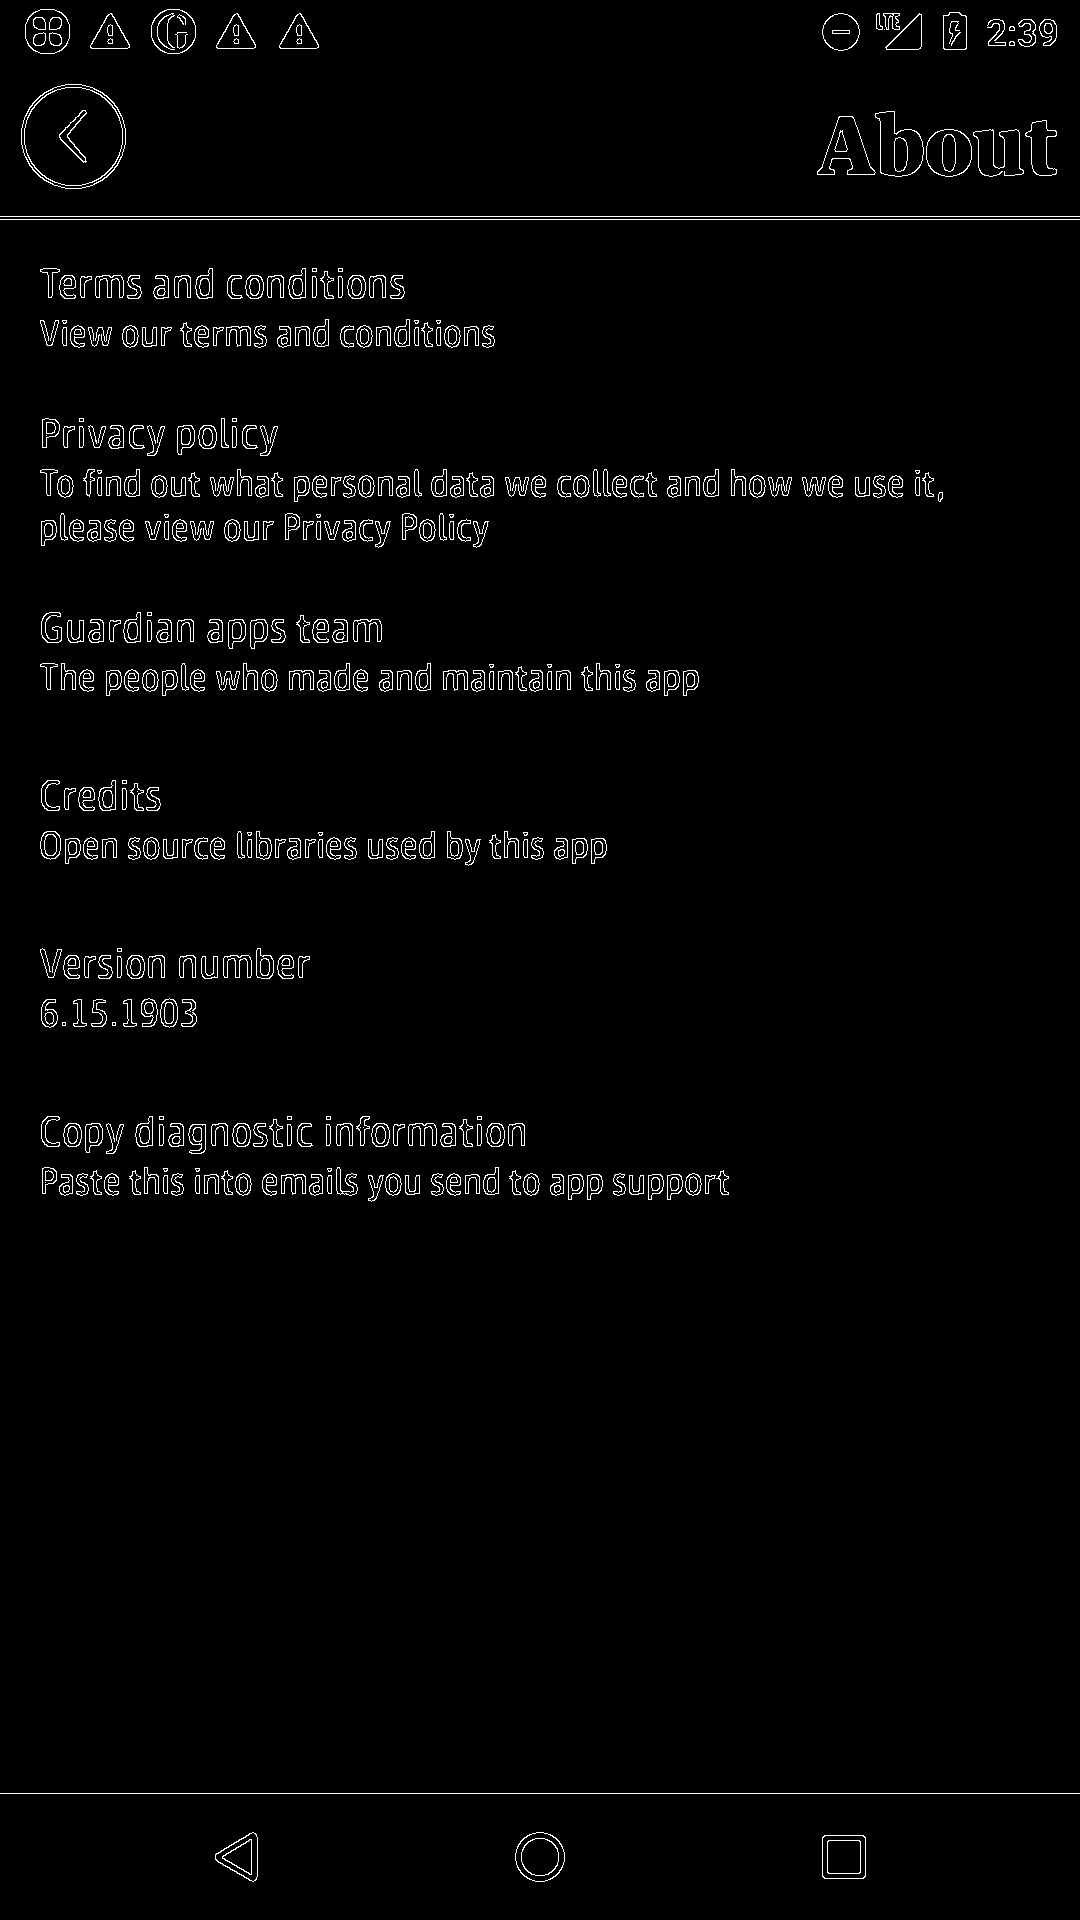 LTE 2:39
About
Terms and conditions
View our terms and conditions
Privacy policy
To find out what personal data we collect and how we use it,
please view our Privacy Policy
Guardian apps team
The people who made and maintain this app
Credits
Open source libraries used by this app
Version number
6.15.1903
Copy diagnostic information
Paste this into emails you send to app support